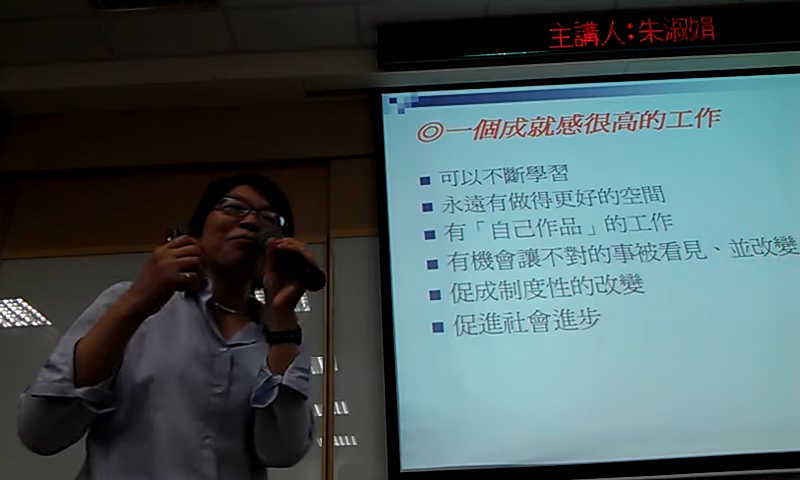 主講人:朱淑娟
◎一個成就感很高的工作
可以不斷學習
永遠有做得更好的空間
有「自己作品」的工作
有機會讓不對的事被看見、並改變
促成制度性的改變
促進社會進步